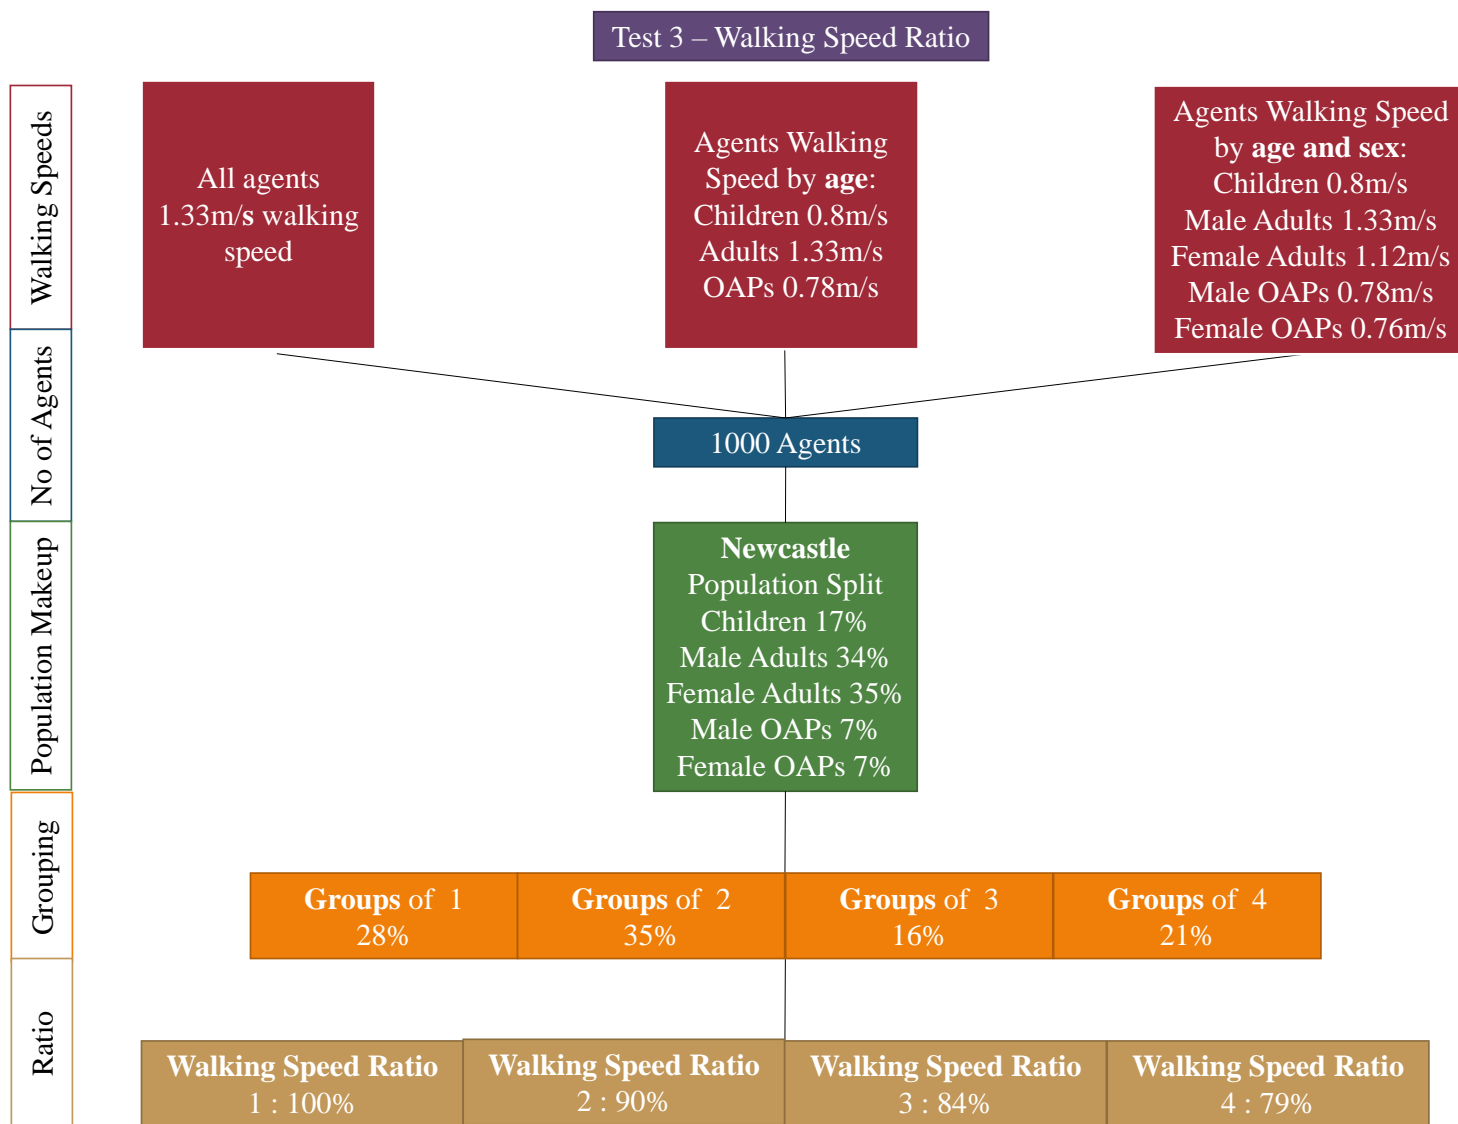 Test 3 – Walking Speed Ratio
Walking Speeds
All agents
1.33m/s walking
speed
Agents Walking
Speed by age:
Children 0.8m/s
Adults 1.33m/s
OAPs 0.78m/s
Agents Walking Speed
by age and sex:
Children 0.8m/s
Male Adults 1.33m/s
Female Adults 1.12m/s
Male OAPs 0.78m/s
Female OAPs 0.76m/s
No of Agents
1000 Agents
Population Makeup
Newcastle
Population Split
Children 17%
Male Adults 34%
Female Adults 35%
Male OAPs 7%
Female OAPs 7%
Grouping
Groups of 1
28%
Groups of 2
35%
Groups of 3
16%
Groups of 4
21%
Ratio
Walking Speed Ratio
1 : 100%
Walking Speed Ratio
2 : 90%
Walking Speed Ratio
3 : 84%
Walking Speed Ratio
4 : 79%